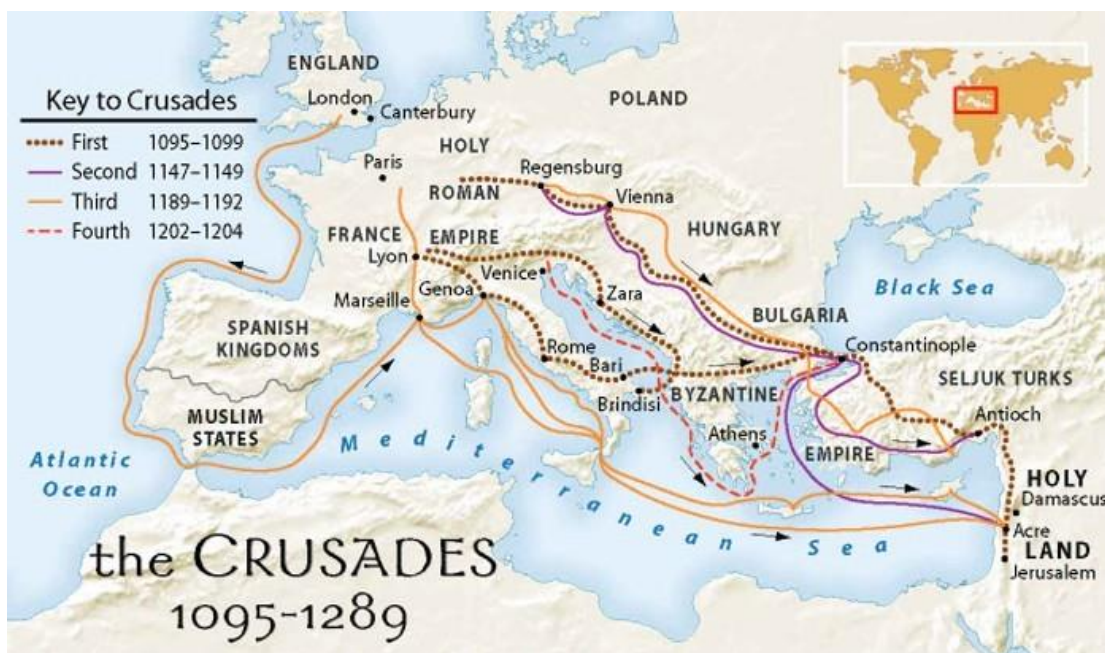 ENGLAND
London
Canterbury
Key to Crusades
First 1095–1099
Second 1147–1149
Third 1189–1192
Fourth 1202–1204
POLAND
HOLY
ROMAN
EMPIRE
Paris
Regensburg
Vienna
HUNGARY
FRANCE
Lyon
Venice
Genoa
Marseille
Zara
Black Sea
BULGARIA
SPANISH
KINGDOMS
Rome
Bari
Brindisi
Constantinople
SELJUK TURKS
BYZANTINE
EMPIRE
MUSLIM
STATES
Athens
Antioch
Atlantic
Ocean
Mediterranean Sea
HOLY
LAND
Damascus
Acre
Jerusalem
the CRUSADES
1095-1289